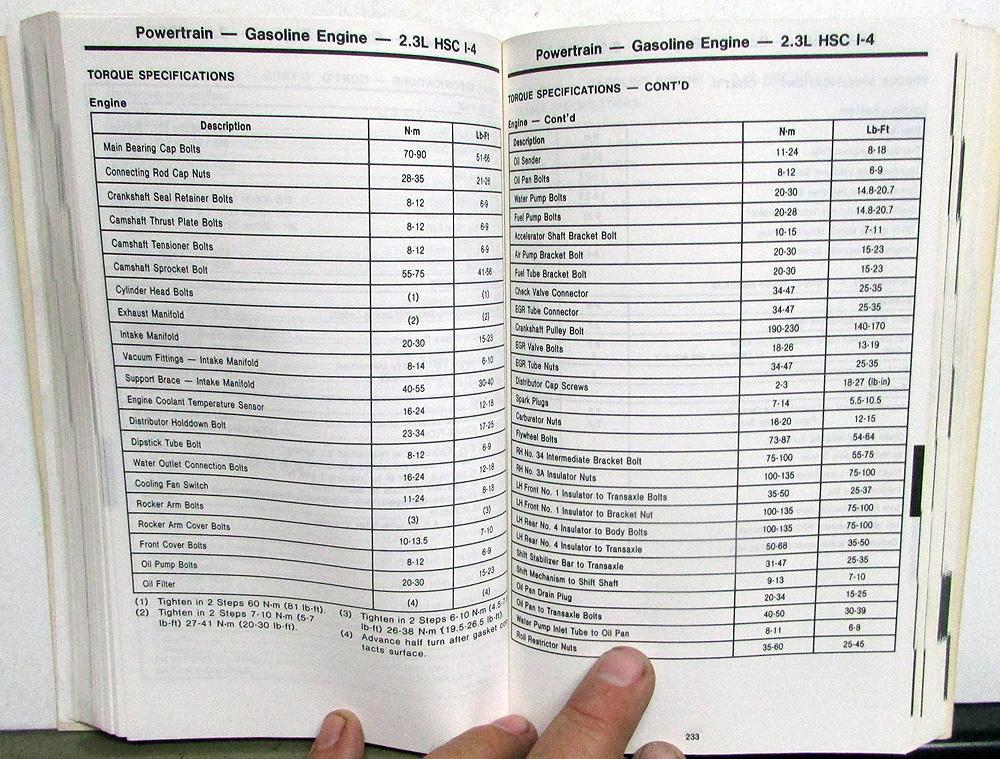 Powertrain — Gasoline Engine — 2.3L HSC I-4
TORQUE SPECIFICATIONS
Engine
Description N·m Lb-Ft
Main Bearing Cap Bolts 70-90 51-66
Connecting Rod Cap Nuts 28-35 21-26
Crankshaft Seal Retainer Bolts 8-12 6-9
Camshaft Thrust Plate Bolts 8-12 6-9
Camshaft Tensioner Bolts 8-12 6-9
Camshaft Sprocket Bolt 55-75 41-56
Cylinder Head Bolts (1) (1)
Exhaust Manifold (2) (2)
Intake Manifold 20-30 15-23
Vacuum Fittings — Intake Manifold 8-14 6-10
Support Brace — Intake Manifold 40-55 30-40
Engine Coolant Temperature Sensor 16-24 12-18
Distributor Holddown Bolt 23-34 17-25
Dipstick Tube Bolt 8-12 6-9
Water Outlet Connection Bolts 16-24 12-18
Cooling Fan Switch 11-24 8-18
Rocker Arm Bolts (3) (3)
Rocker Arm Cover Bolts 10-13.5 7-10
Front Cover Bolts 8-12 6-9
Oil Pump Bolts 20-30 15-23
Oil Filter (4) (4)
(1) Tighten in 2 Steps 60 N·m (81 lb-ft).
(2) Tighten in 2 Steps 7-10 N·m (5-7
lb-ft) 27-41 N·m (20-30 lb-ft).
(3) Tighten in 2 Steps 6-10 N·m (4.5-7
lb-ft) 26-38 N·m (19.5-26.5 lb-ft)
(4) Advance half turn after gasket con
tacts surface.
Powertrain — Gasoline Engine — 2.3L HSC I-4
TORQUE SPECIFICATIONS — CONT'D
Engine — Cont'd
Description N·m Lb-Ft
Oil Sender 11-24 8-18
Oil Pan Bolts 8-12 6-9
Water Pump Bolts 20-30 14.8-20.7
Fuel Pump Bolts 20-28 14.8-20.7
Accelerator Shaft Bracket Bolt 10-15 7-11
Air Pump Bracket Bolt 20-30 15-23
Fuel Tube Bracket Bolt 20-30 15-23
Check Valve Connector 34-47 25-35
EGR Tube Connector 34-47 25-35
Crankshaft Pulley Bolt 190-230 140-170
EGR Valve Bolts 18-26 13-19
EGR Tube Nuts 34-47 25-35
Distributor Cap Screws 2-3 18-27 (lb-in)
Spark Plugs 7-14 5.5-10.5
Carburetor Nuts 16-20 12-15
Flywheel Bolts 73-87 54-64
RH No. 34 Intermediate Bracket Bolt 75-100 55-75
RH No. 3A Insulator Nuts 100-135 75-100
LH Front No. 1 Insulator to Transaxle Bolts 35-50 25-37
LH Front No. 1 Insulator to Bracket Nut 100-135 75-100
LH Rear No. 4 Insulator to Body Bolts 100-135 75-100
LH Rear No. 4 Insulator to Transaxle 50-68 35-50
Shift Stabilizer Bar to Transaxle 31-47 25-35
Shift Mechanism to Shift Shaft 9-13 7-10
Oil Pan Drain Plug 20-34 15-25
Oil Pan to Transaxle Bolts 40-50 30-39
Water Pump Inlet Tube to Oil Pan 8-11 6-8
Roll Restrictor Nuts 35-60 25-45
233